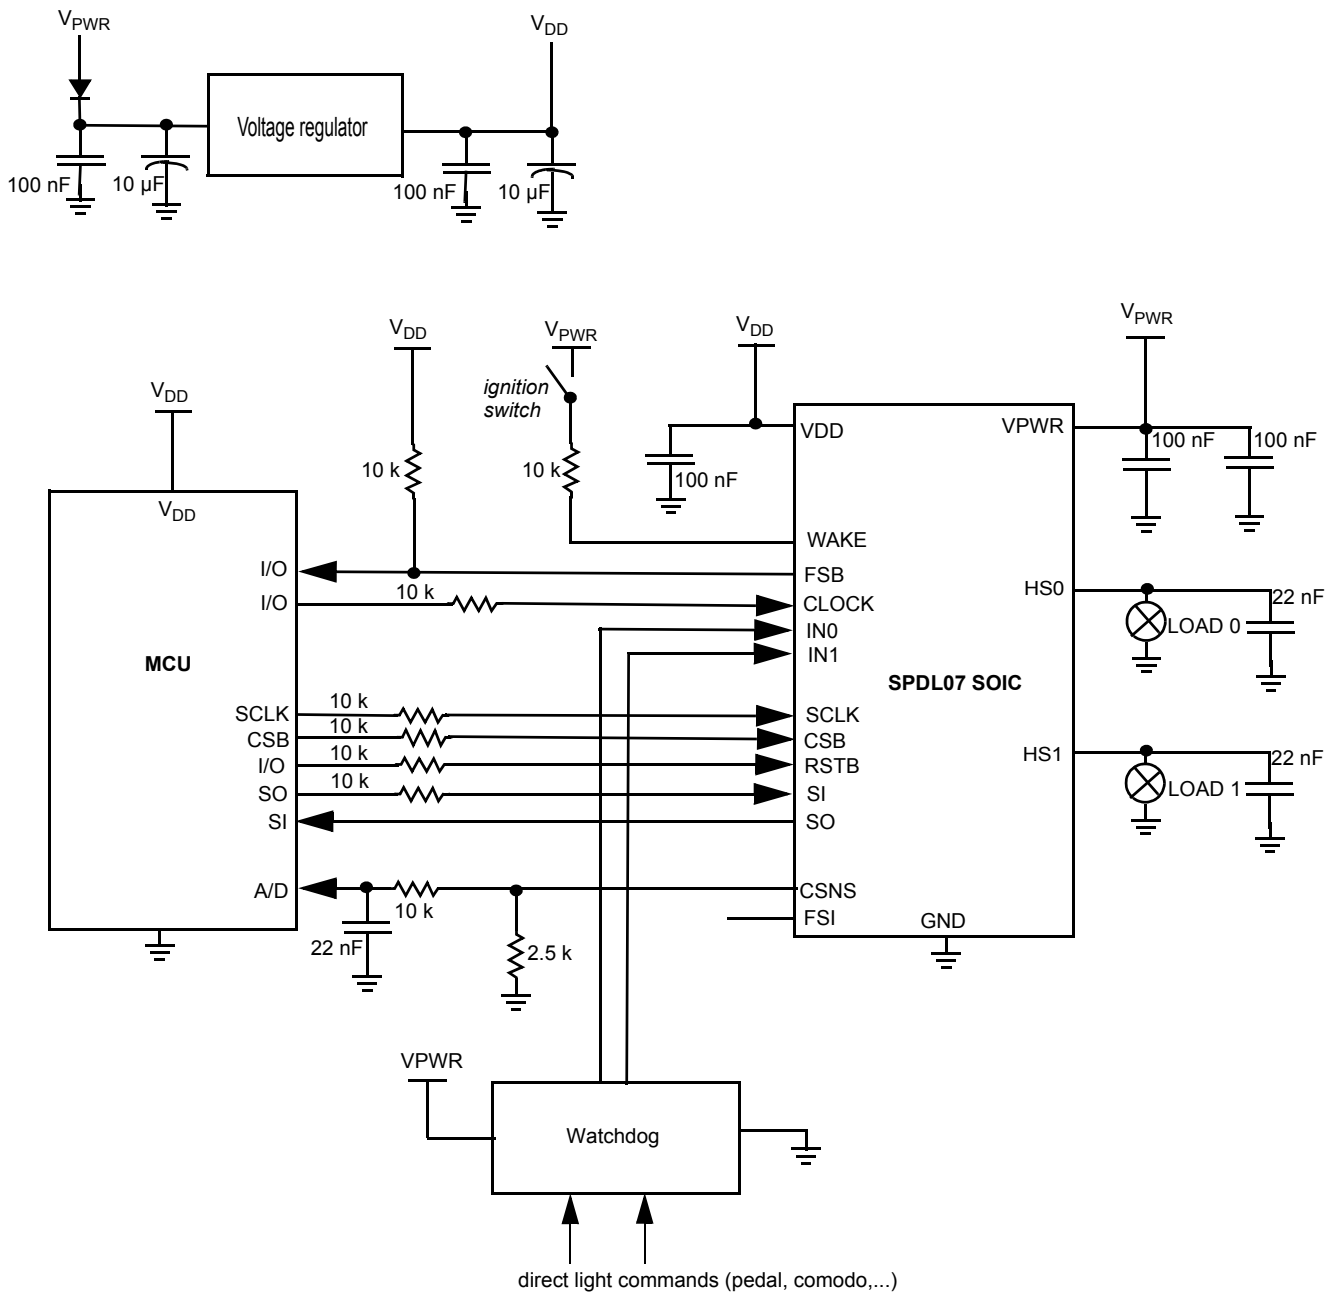 VPWR
VDD
Voltage regulator
100 nF
10 µF
100 nF
10 µF
VDD
VPWR
VDD
VPWR
VDD
ignition
switch
VDD
VPWR
100 nF
100 nF
10 k
10 k
100 nF
VDD
WAKE
I/O
FSB
10 k
HS0
22 nF
I/O
CLOCK
IN0
LOAD 0
IN1
MCU
SPDL07 SOIC
10 k
SCLK
SCLK
10 k
CSB
CSB
HS1
22 nF
10 k
I/O
RSTB
10 k
SO
SI
LOAD 1
SI
SO
A/D
CSNS
10 k
FSI
GND
22 nF
2.5 k
VPWR
Watchdog
direct light commands (pedal, comodo,...)